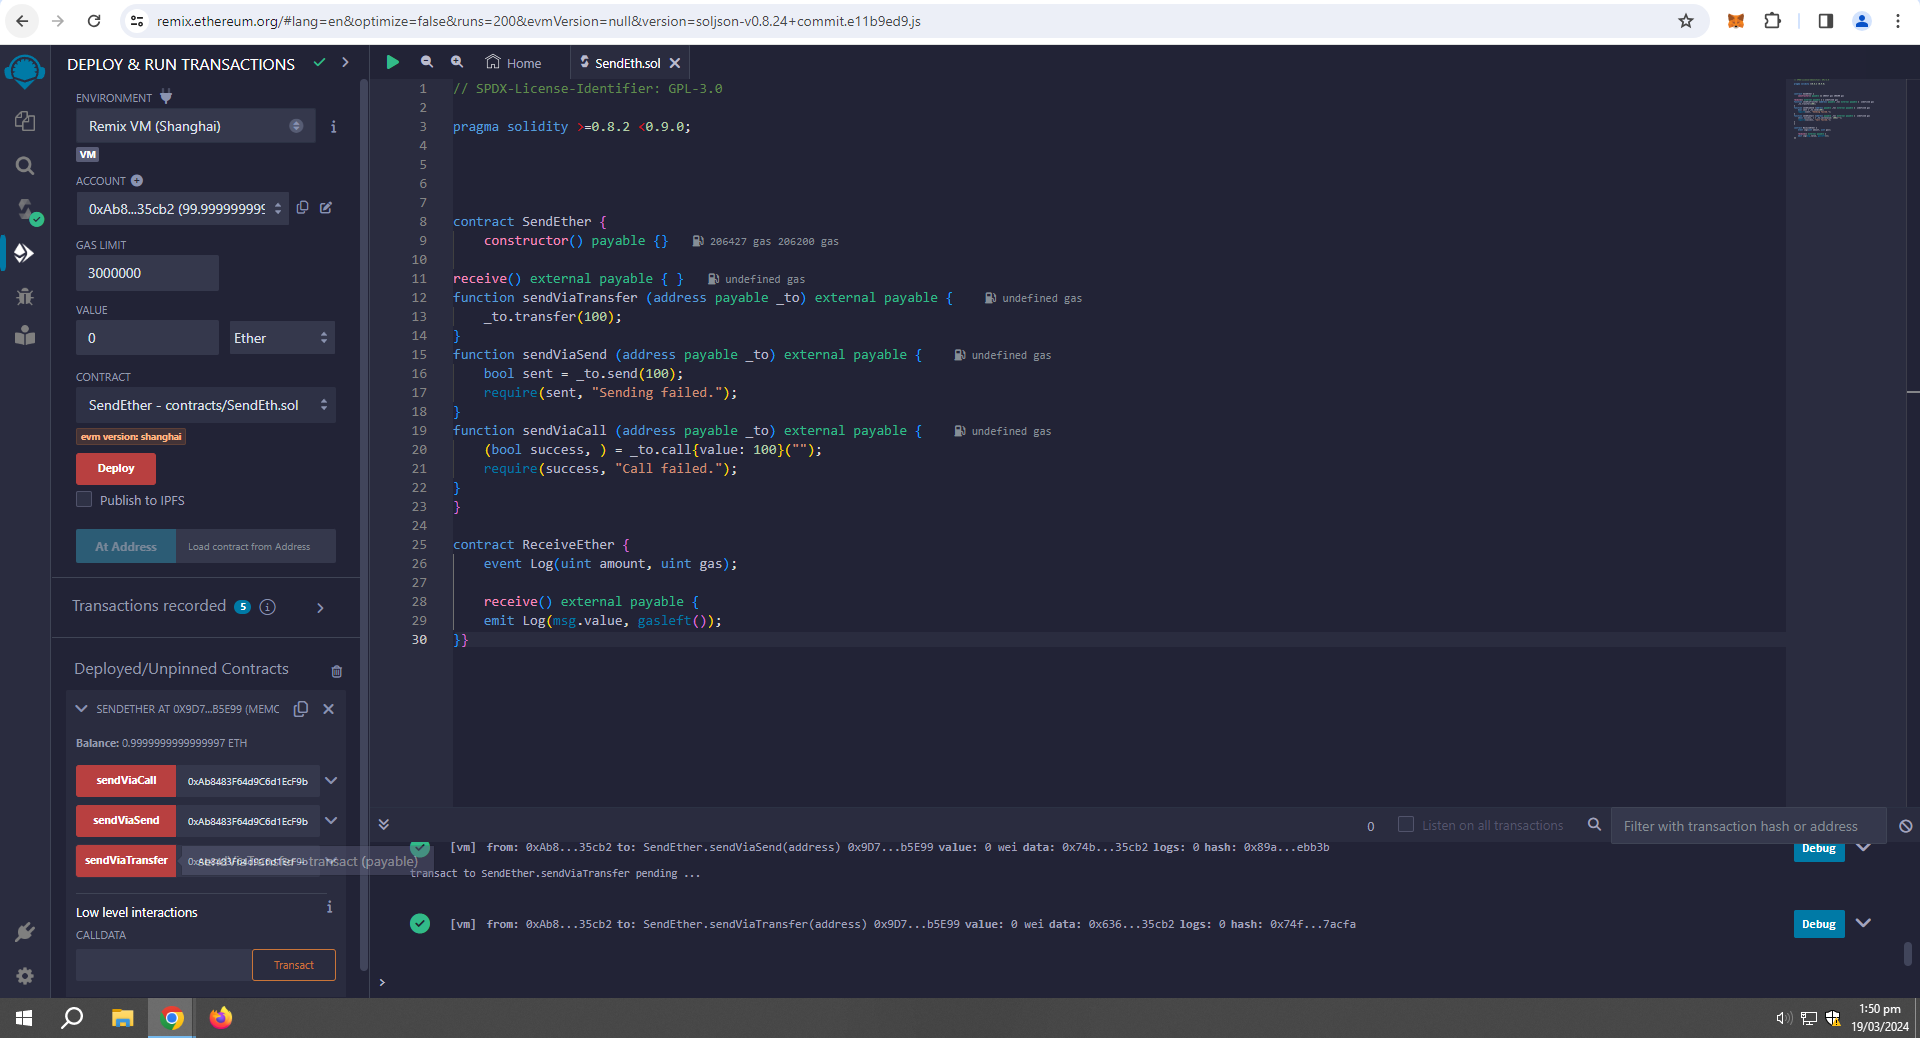 remix.ethereum.org/#lang=en&optimize=false&runs=200&evmVersion=null&version=soljson-v0.8.24+commit.e11b9ed9.js
DEPLOY & RUN TRANSACTIONS
ENVIRONMENT
Remix VM (Shanghai)
VM
ACCOUNT
0xAb8...35cb2 (99.999999999
GAS LIMIT
3000000
VALUE
0
Ether
CONTRACT
SendEther - contracts/SendEth.sol
evm version: shanghai
Deploy
Publish to IPFS
At Address
Load contract from Address
Transactions recorded 5
Deployed/Unpinned Contracts
SENDETHER AT 0X9D7...B5E99 (MEMC
Balance: 0.9999999999999997 ETH
sendViaCall 0xAb8483F64d9C6d1EcF9b
sendViaSend 0xAb8483F64d9C6d1EcF9b
sendViaTransfer 0xAb8483F64d9C6d1EcF9b
transact (payable)
Low level interactions
CALLDATA
Transact
Home
SendEth.sol
1 // SPDX-License-Identifier: GPL-3.0
2
3 pragma solidity >=0.8.2 <0.9.0;
4
5
6
7
8 contract SendEther {
9 constructor() payable {} 206427 gas 206200 gas
10
11 receive() external payable { } undefined gas
12 function sendViaTransfer (address payable _to) external payable { undefined gas
13 _to.transfer(100);
14 }
15 function sendViaSend (address payable _to) external payable { undefined gas
16 bool sent = _to.send(100);
17 require(sent, "Sending failed.");
18 }
19 function sendViaCall (address payable _to) external payable { undefined gas
20 (bool success, ) = _to.call{value: 100}("");
21 require(success, "Call failed.");
22 }
23 }
24
25 contract ReceiveEther {
26 event Log(uint amount, uint gas);
27
28 receive() external payable {
29 emit Log(msg.value, gasleft());
30 }}
0
Listen on all transactions
Filter with transaction hash or address
[vm] from: 0xAb8...35cb2 to: SendEther.sendViaSend(address) 0x9D7...b5E99 value: 0 wei data: 0x74b...35cb2 logs: 0 hash: 0x89a...ebb3b
Debug
transact to SendEther.sendViaTransfer pending ...
[vm] from: 0xAb8...35cb2 to: SendEther.sendViaTransfer(address) 0x9D7...b5E99 value: 0 wei data: 0x636...35cb2 logs: 0 hash: 0x74f...7acfa
Debug
>
1:50 pm
19/03/2024